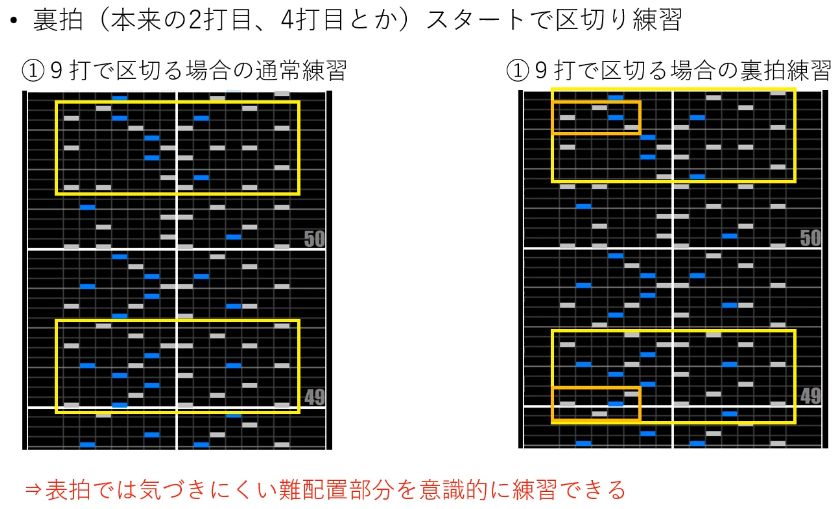 • 裏拍（本来の2打目、4打目とか）スタートで区切り練習
①９打で区切る場合の通常練習
①９打で区切る場合の裏拍練習
50
49
50
49
⇒表拍では気づきにくい難配置部分を意識的に練習できる